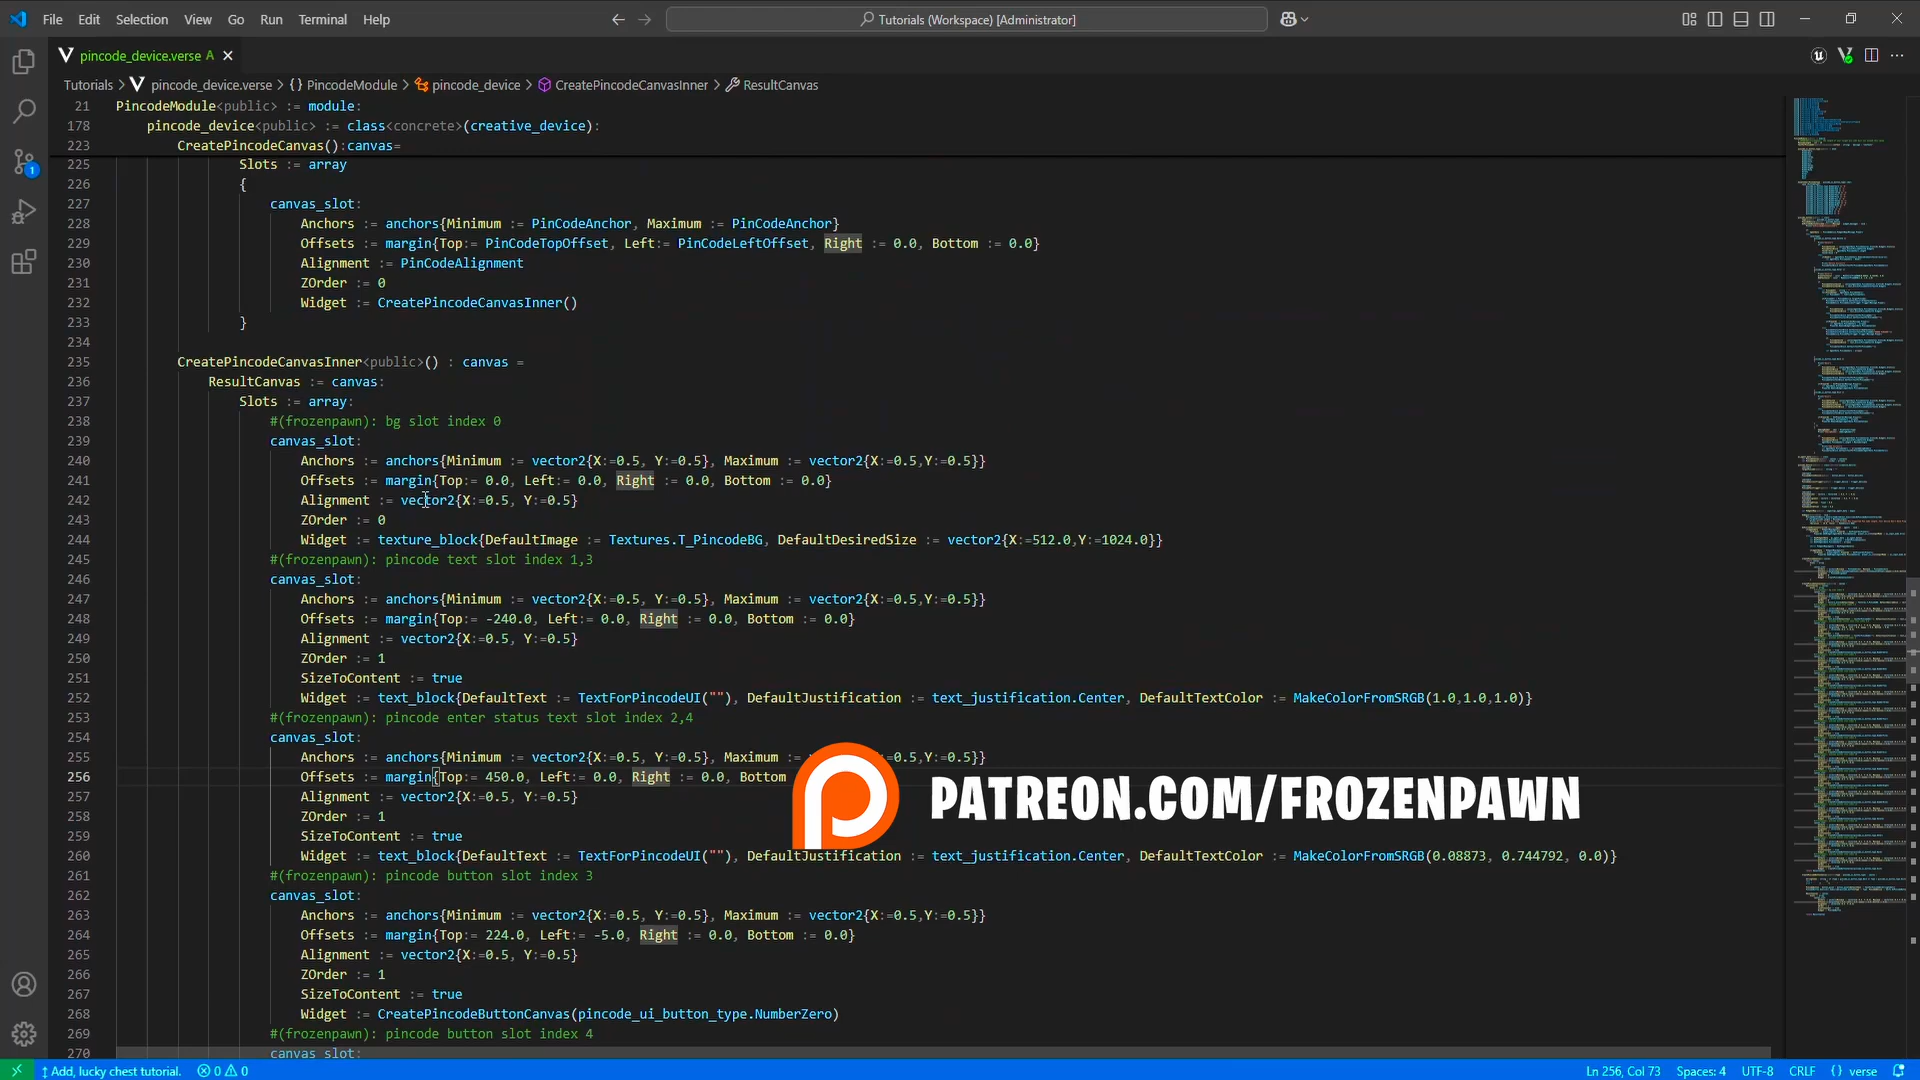 File Edit Selection View Go Run Terminal Help
Tutorials (Workspace) [Administrator]
pincode_device.verse A
Tutorials > pincode_device.verse > {} PincodeModule > pincode_device > CreatePincodeCanvasInner > ResultCanvas
21 PincodeModule<public> := module:
178 pincode_device<public> := class<concrete>(creative_device):
223 CreatePincodeCanvas():canvas=
225 Slots := array
226 {
227 canvas_slot:
228 Anchors := anchors{Minimum := PinCodeAnchor, Maximum := PinCodeAnchor}
229 Offsets := margin{Top:= PinCodeTopOffset, Left:= PinCodeLeftOffset, Right := 0.0, Bottom := 0.0}
230 Alignment := PinCodeAlignment
231 ZOrder := 0
232 Widget := CreatePincodeCanvasInner()
233 }
234
235 CreatePincodeCanvasInner<public>() : canvas =
236 ResultCanvas := canvas:
237 Slots := array:
238 #(frozenpawn): bg slot index 0
239 canvas_slot:
240 Anchors := anchors{Minimum := vector2{X:=0.5, Y:=0.5}, Maximum := vector2{X:=0.5,Y:=0.5}}
241 Offsets := margin{Top:= 0.0, Left:= 0.0, Right := 0.0, Bottom := 0.0}
242 Alignment := vector2{X:=0.5, Y:=0.5}
243 ZOrder := 0
244 Widget := texture_block{DefaultImage := Textures.T_PincodeBG, DefaultDesiredSize := vector2{X:=512.0,Y:=1024.0}}
245 #(frozenpawn): pincode text slot index 1,3
246 canvas_slot:
247 Anchors := anchors{Minimum := vector2{X:=0.5, Y:=0.5}, Maximum := vector2{X:=0.5,Y:=0.5}}
248 Offsets := margin{Top:= -240.0, Left:= 0.0, Right := 0.0, Bottom := 0.0}
249 Alignment := vector2{X:=0.5, Y:=0.5}
250 ZOrder := 1
251 SizeToContent := true
252 Widget := text_block{DefaultText := TextForPincodeUI(""), DefaultJustification := text_justification.Center, DefaultTextColor := MakeColorFromSRGB(1.0,1.0,1.0)}
253 #(frozenpawn): pincode enter status text slot index 2,4
254 canvas_slot:
255 Anchors := anchors{Minimum := vector2{X:=0.5, Y:=0.5}, Maximum := =0.5,Y:=0.5}}
256 Offsets := margin{Top:= 450.0, Left:= 0.0, Right := 0.0, Bottom
257 Alignment := vector2{X:=0.5, Y:=0.5}
PATREON.COM/FROZENPAWN
258 ZOrder := 1
259 SizeToContent := true
260 Widget := text_block{DefaultText := TextForPincodeUI(""), DefaultJustification := text_justification.Center, DefaultTextColor := MakeColorFromSRGB(0.08873, 0.744792, 0.0)}
261 #(frozenpawn): pincode button slot index 3
262 canvas_slot:
263 Anchors := anchors{Minimum := vector2{X:=0.5, Y:=0.5}, Maximum := vector2{X:=0.5,Y:=0.5}}
264 Offsets := margin{Top:= 224.0, Left:= -5.0, Right := 0.0, Bottom := 0.0}
265 Alignment := vector2{X:=0.5, Y:=0.5}
266 ZOrder := 1
267 SizeToContent := true
268 Widget := CreatePincodeButtonCanvas(pincode_ui_button_type.NumberZero)
269 #(frozenpawn): pincode button slot index 4
270 canvas slot:
Add, lucky chest tutorial. 0 0 Ln 256, Col 73 Spaces: 4 UTF-8 CRLF {} verse